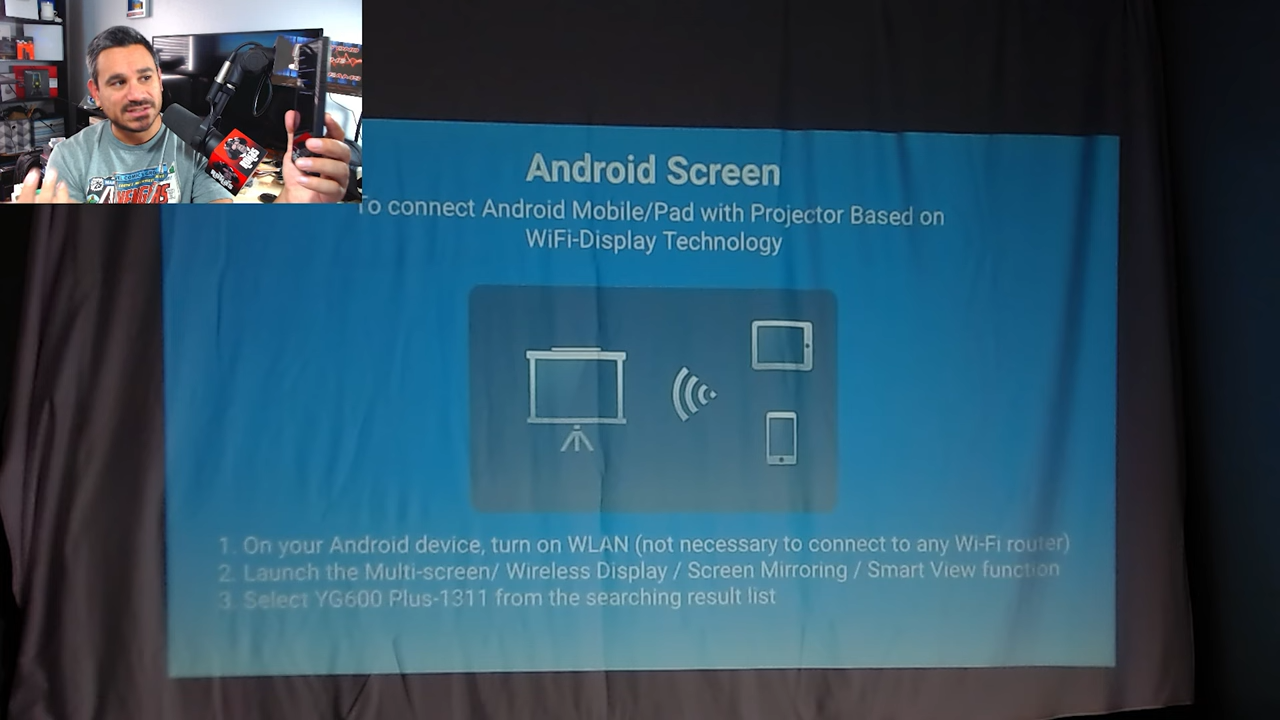 Android Screen
To connect Android Mobile/Pad with Projector Based on
WiFi-Display Technology
1. On your Android device, turn on WLAN (not necessary to connect to any Wi-Fi router)
2. Launch the Multi-screen/ Wireless Display / Screen Mirroring / Smart View function
3. Select YG600 Plus-1311 from the searching result list